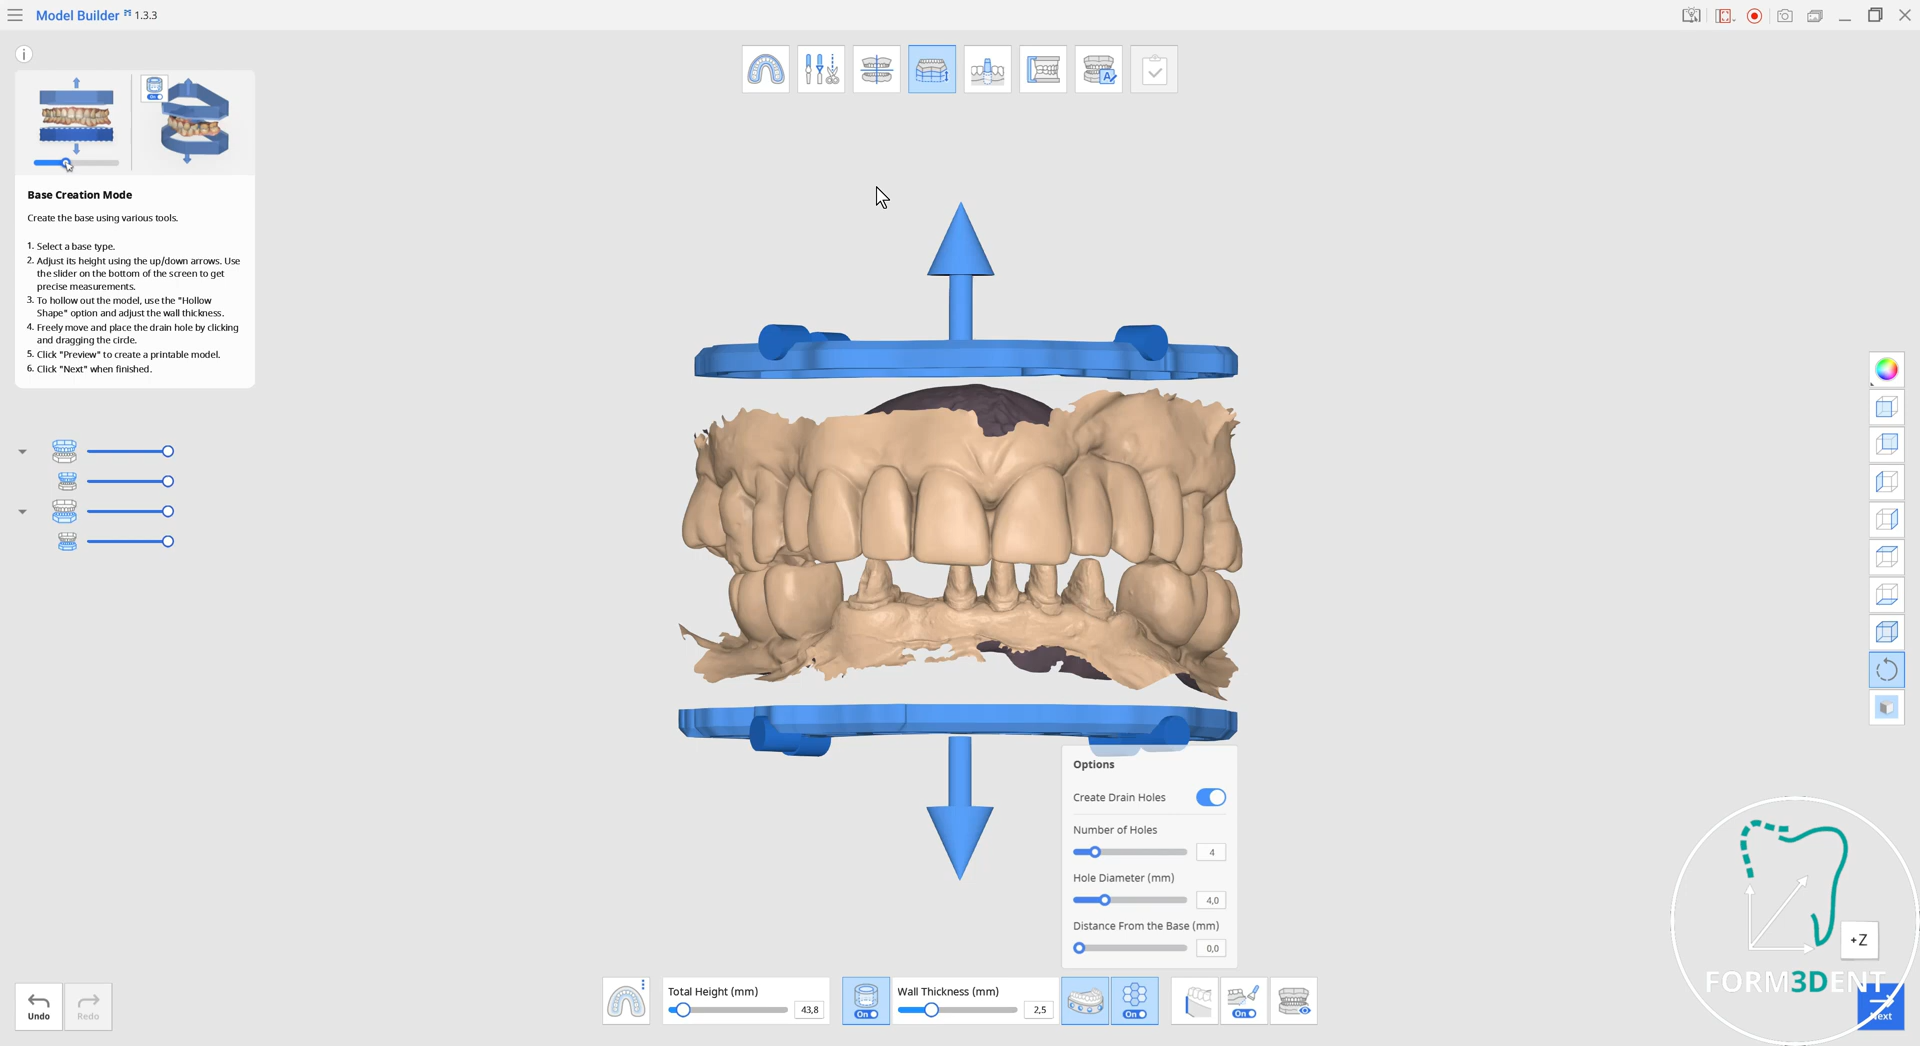 Model Builder 1.3.3
i
A
On
Base Creation Mode
Create the base using various tools.
1. Select a base type.
2. Adjust its height using the up/down arrows. Use
the slider on the bottom of the screen to get
precise measurements.
3. To hollow out the model, use the "Hollow
Shape" option and adjust the wall thickness.
4. Freely move and place the drain hole by clicking
and dragging the circle.
5. Click "Preview" to create a printable model.
6. Click "Next" when finished.
Options
Create Drain Holes
Number of Holes
4
Hole Diameter (mm)
4,0
Distance From the Base (mm)
0,0
+Z
FORM3DENT
Undo
Redo
Total Height (mm)
43,8
On
Wall Thickness (mm)
2,5
On
On
Next